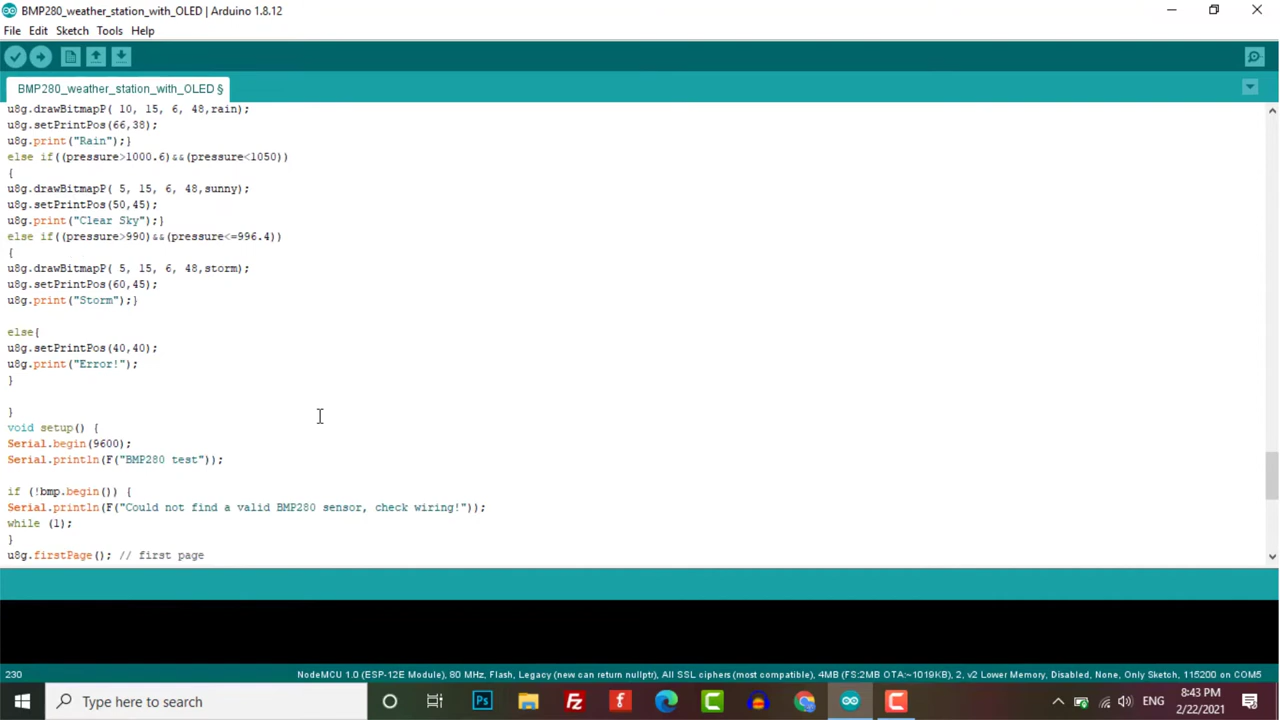 BMP280_weather_station_with_OLED | Arduino 1.8.12
File Edit Sketch Tools Help
BMP280_weather_station_with_OLED §
u8g.drawBitmapP( 10, 15, 6, 48,rain);
u8g.setPrintPos(66,38);
u8g.print("Rain");}
else if((pressure>1000.6)&&(pressure<1050))
{
u8g.drawBitmapP( 5, 15, 6, 48,sunny);
u8g.setPrintPos(50,45);
u8g.print("Clear Sky");}
else if((pressure>990)&&(pressure<=996.4))
{
u8g.drawBitmapP( 5, 15, 6, 48,storm);
u8g.setPrintPos(60,45);
u8g.print("Storm");}
else{
u8g.setPrintPos(40,40);
u8g.print("Error!");
}
}
void setup() {
Serial.begin(9600);
Serial.println(F("BMP280 test"));
if (!bmp.begin()) {
Serial.println(F("Could not find a valid BMP280 sensor, check wiring!"));
while (1);
}
u8g.firstPage(); // first page
230 NodeMCU 1.0 (ESP-12E Module), 80 MHz, Flash, Legacy (new can return nullptr), All SSL ciphers (most compatible), 4MB (FS:2MB OTA:~1019KB), 2, v2 Lower Memory, Disabled, None, Only Sketch, 115200 on COM5
Type here to search
Ps
ENG
8:43 PM
2/22/2021